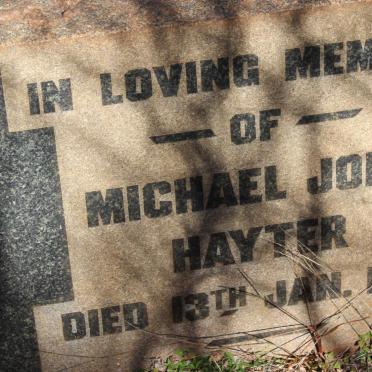 IN LOVING MEM
OF
MICHAEL JO
HAYTER
DIED 13TH JAN.